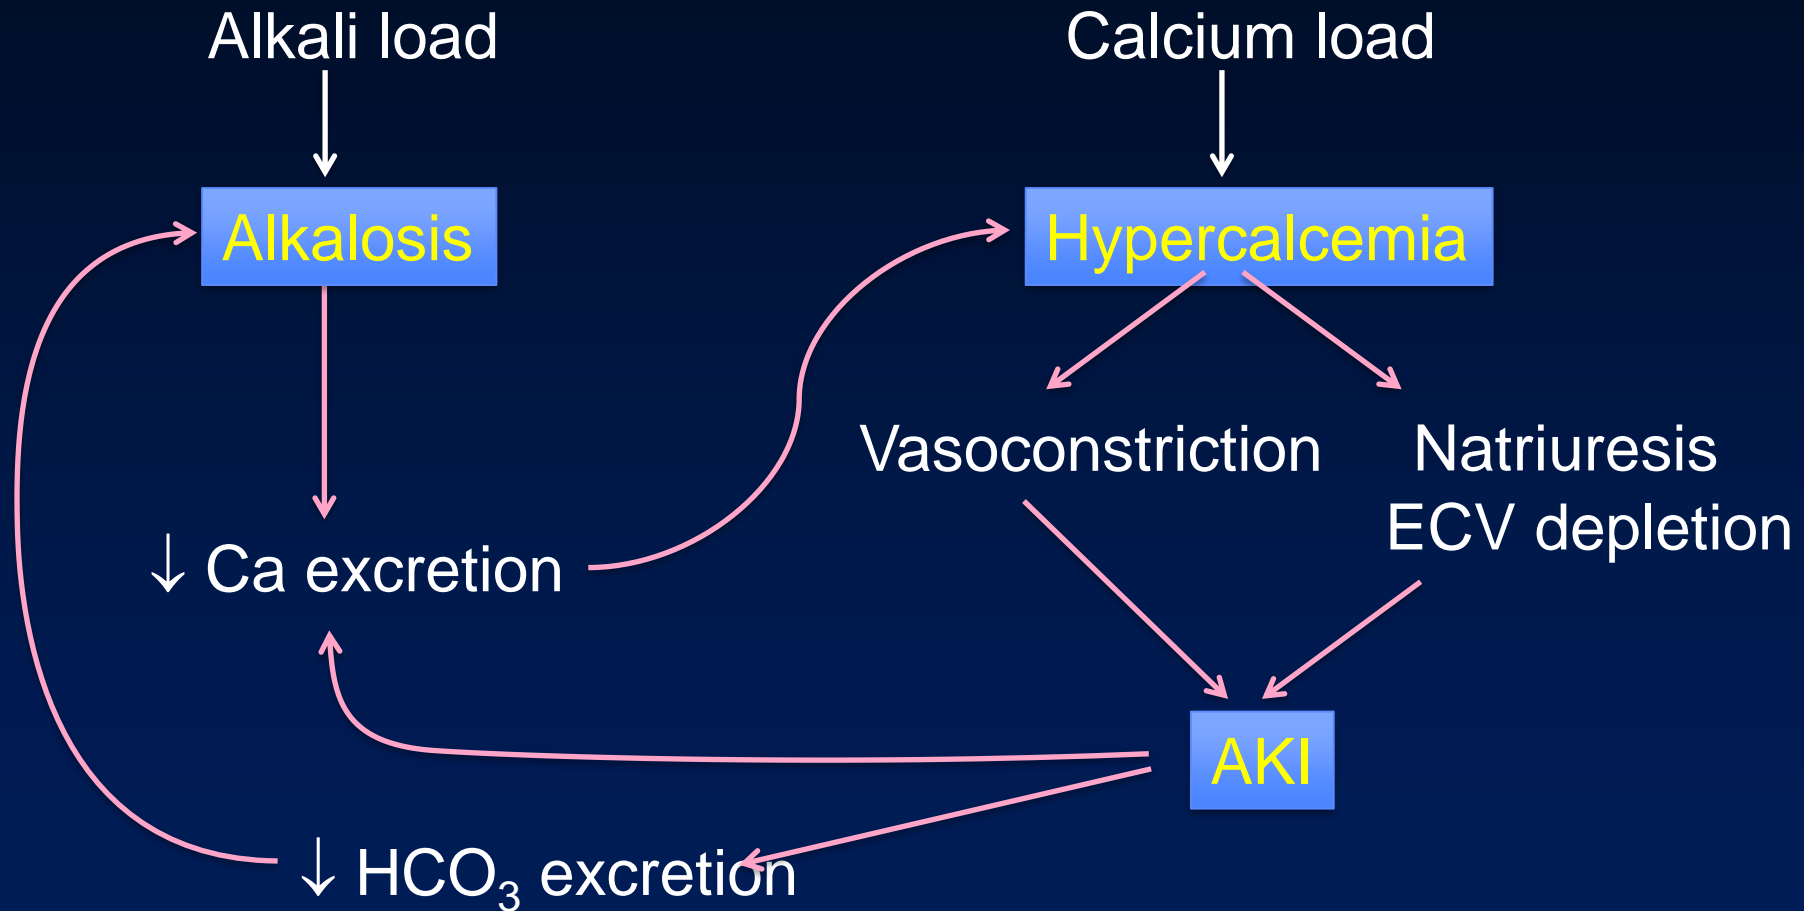 Alkali load
Calcium load
Alkalosis
Hypercalcemia
Vasoconstriction
Natriuresis
ECV depletion
↓ Ca excretion
AKI
↓ HCO₃ excretion